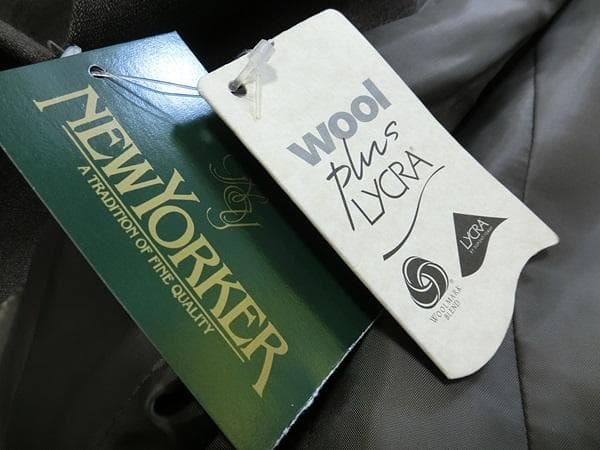 NEWYORKER
A TRADITION OF FINE QUALITY
WOOL
plus
LYCRA®
LYCRA
®
WOOLMARK
BLEND